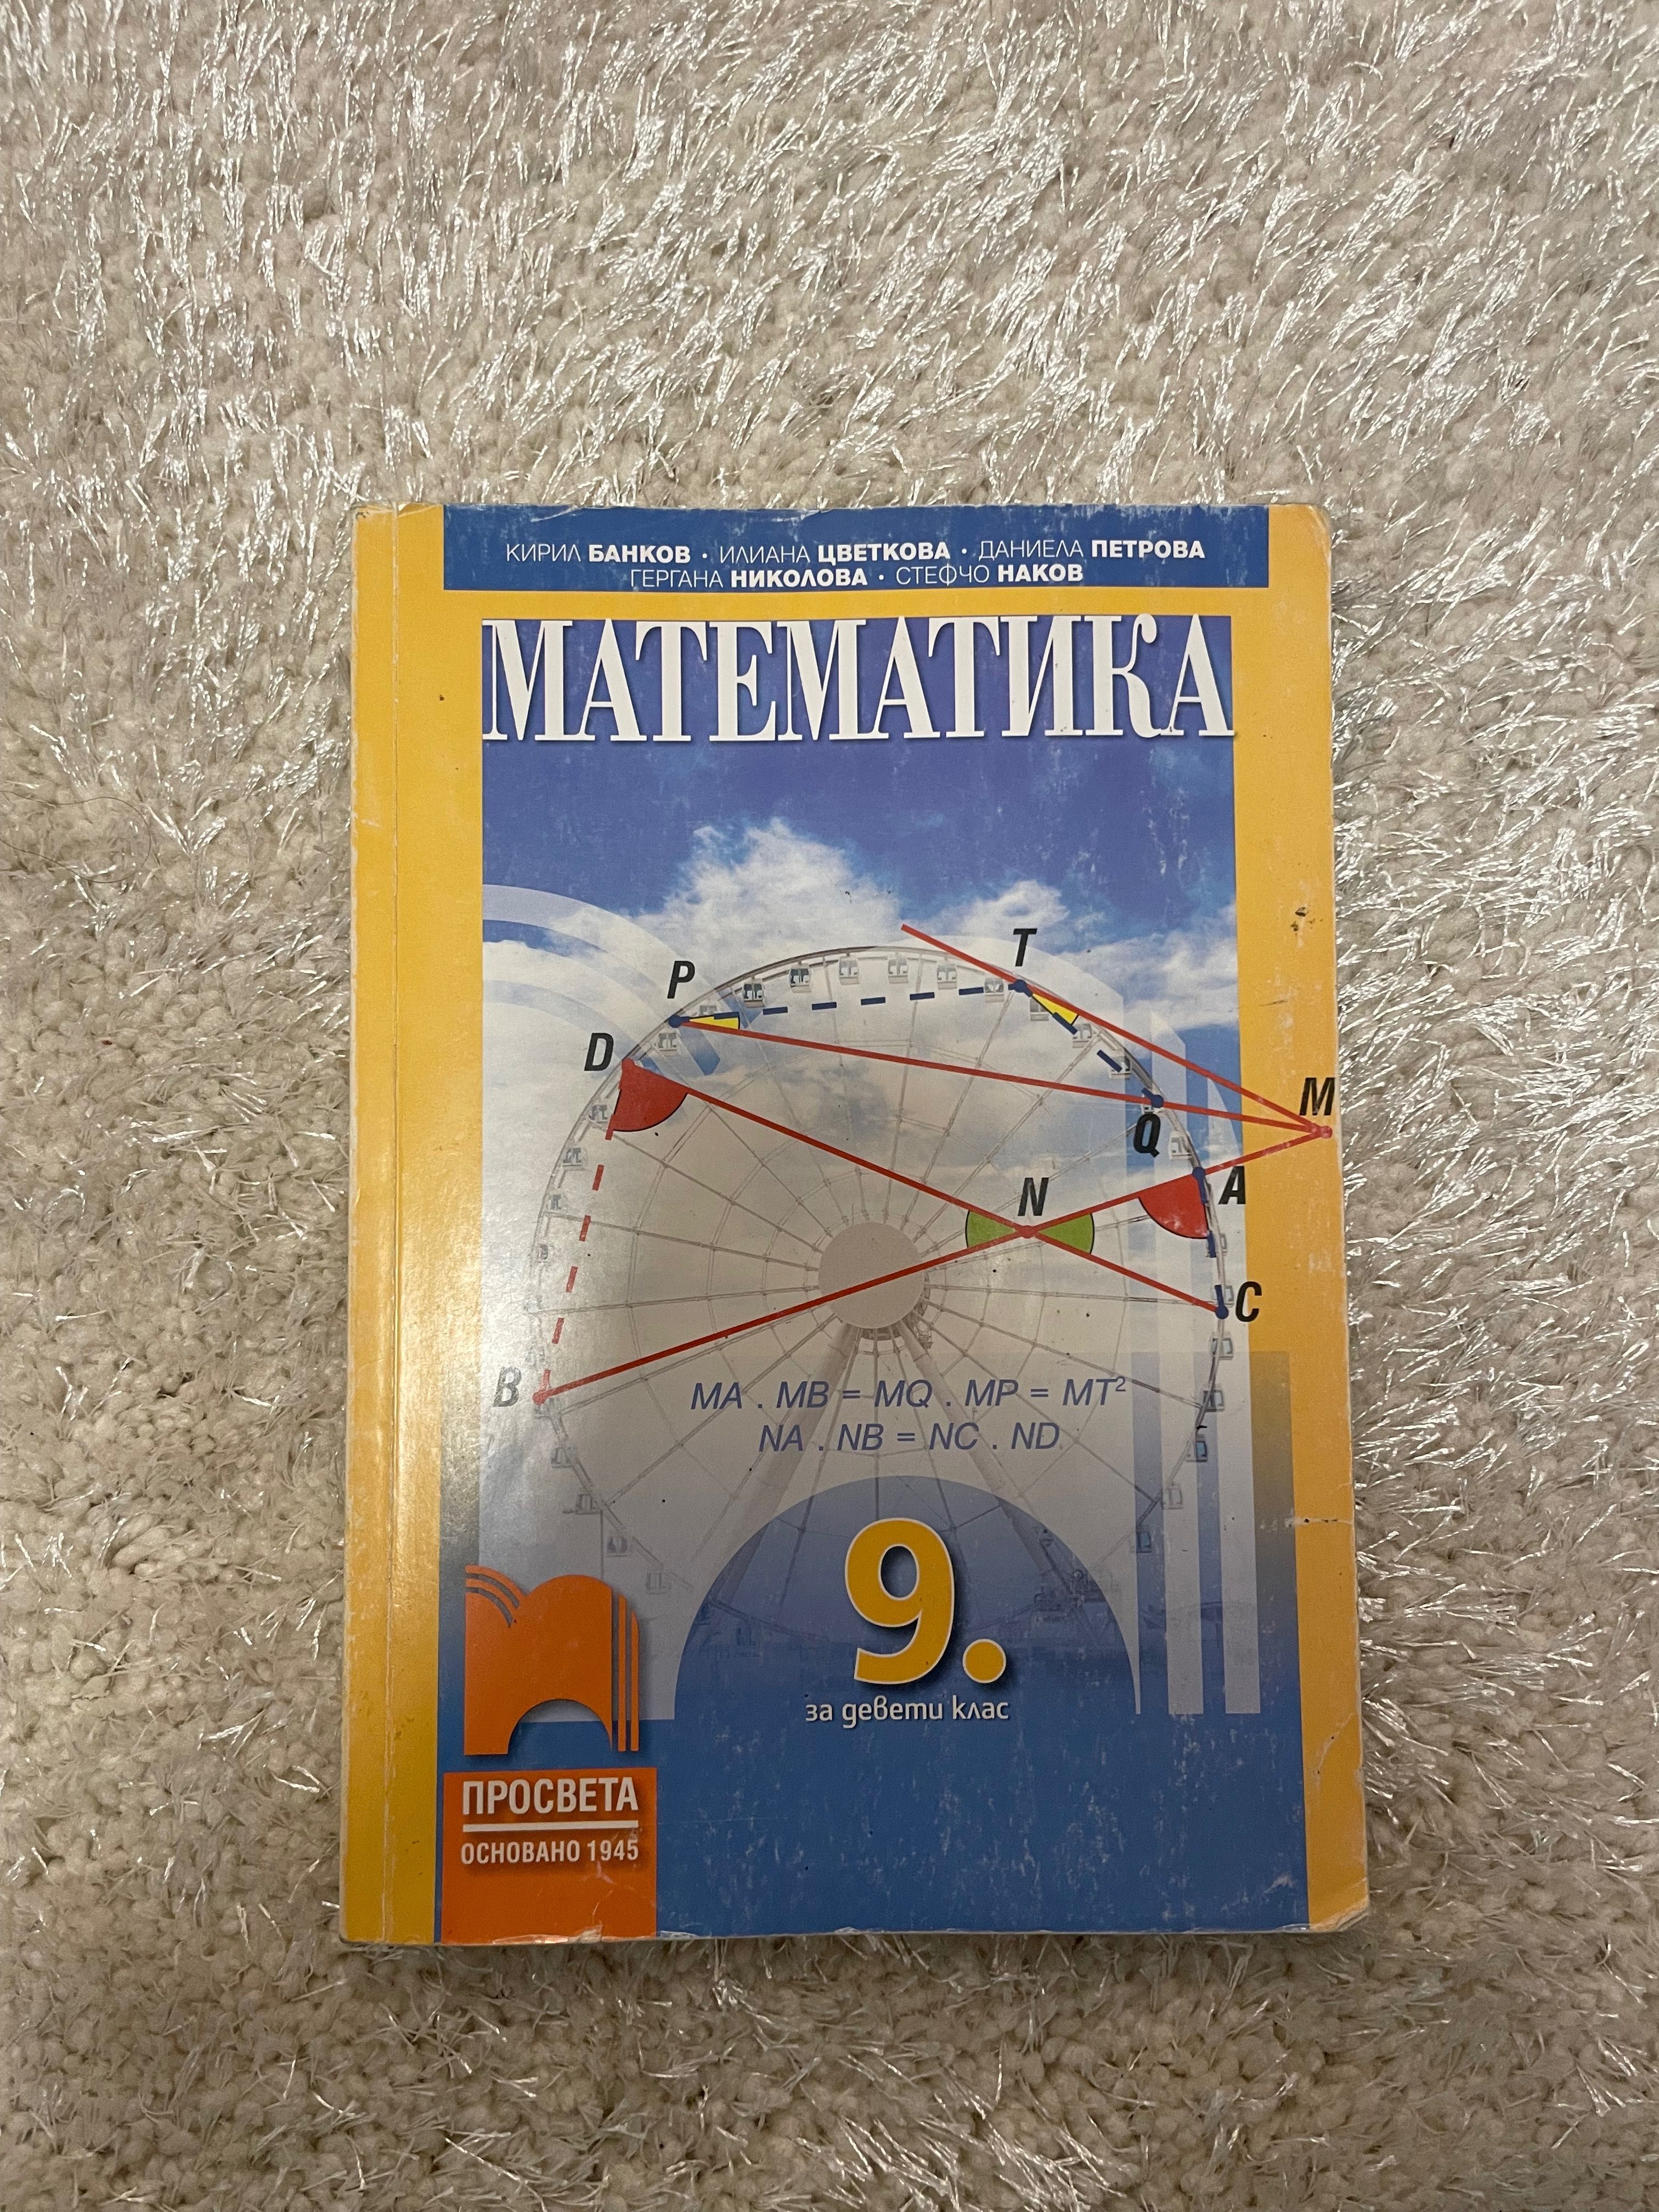 КИРИЛ БАНКОВ · ИЛИАНА ЦВЕТКОВА · ДАНИЕЛА ПЕТРОВА
ГЕРГАНА НИКОЛОВА · СТЕФЧО НАКОВ
МАТЕМАТИКА
T
P
D
M
Q
N
A
C
B
MA . MB = MQ . MP = MT²
NA . NB = NC . ND
9.
за девети клас
ПРОСВЕТА
ОСНОВАНО 1945